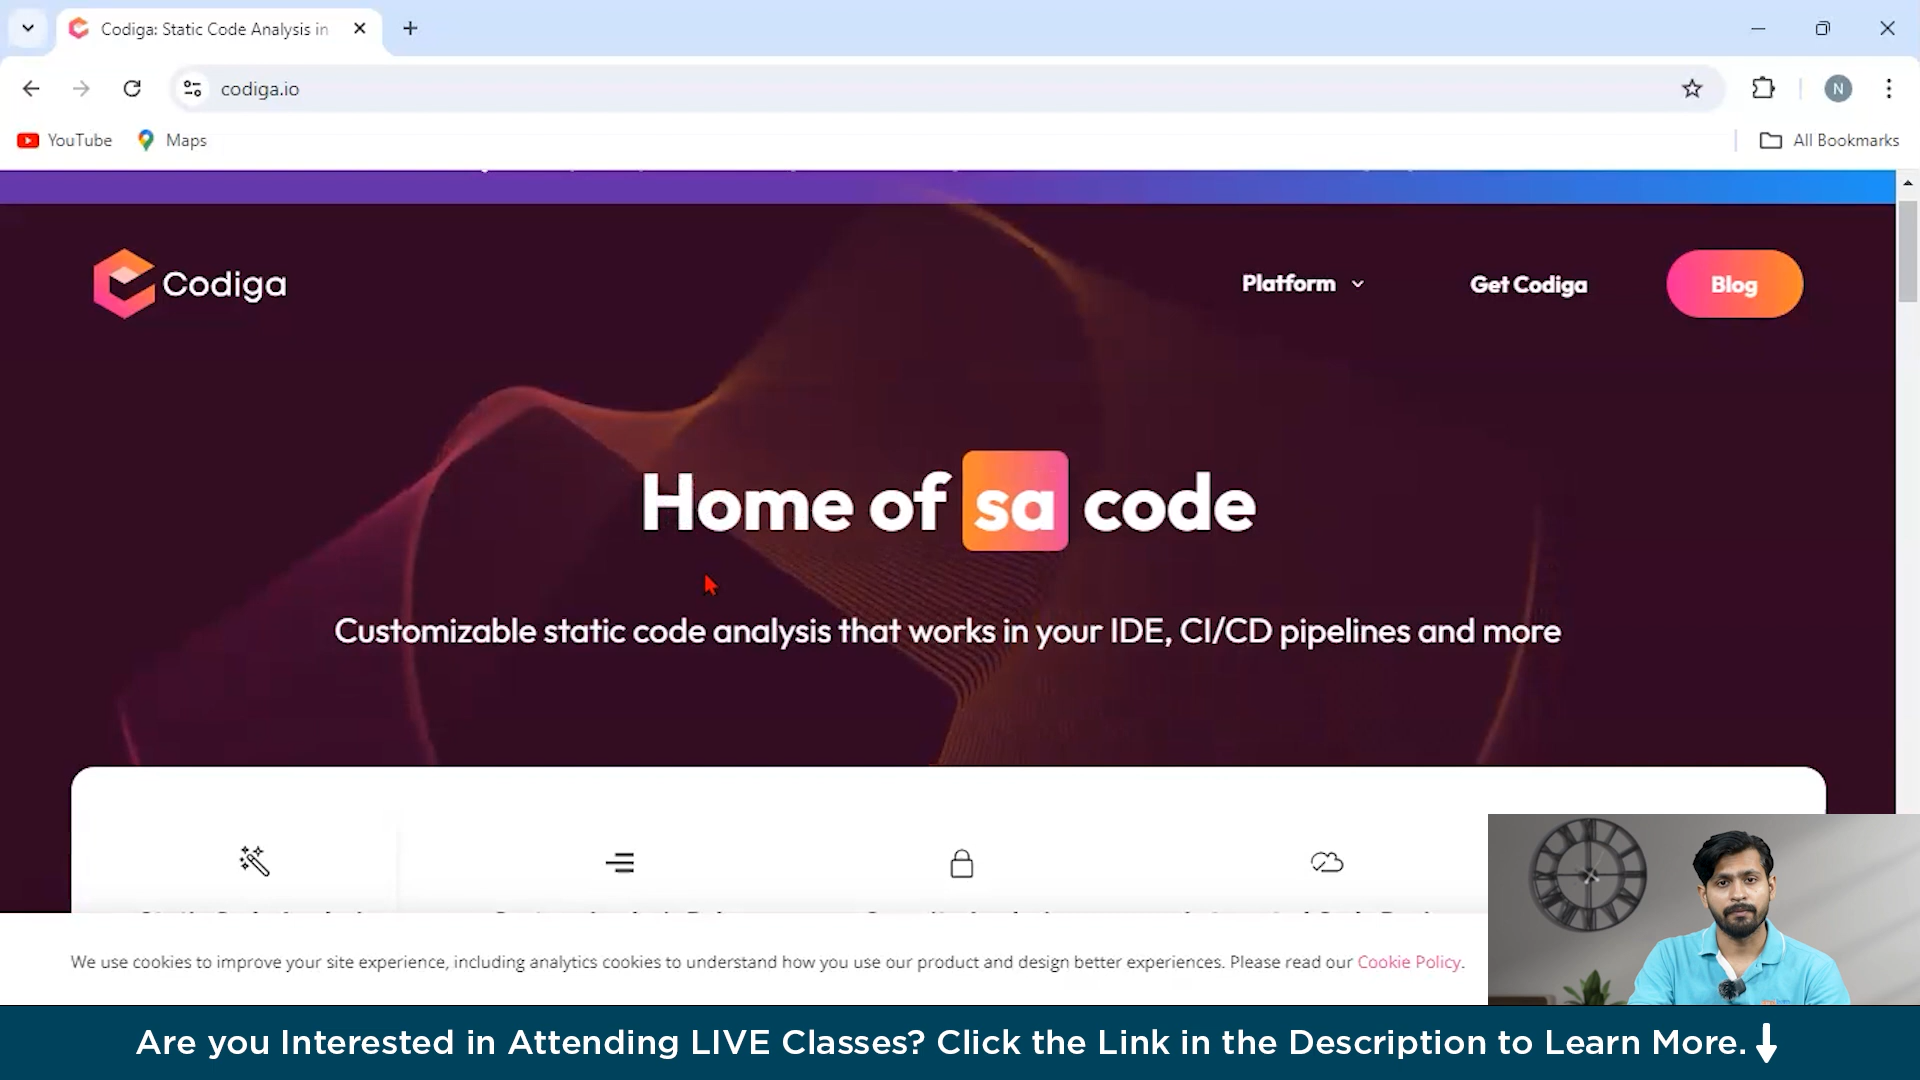 Codiga: Static Code Analysis in
codiga.io
N
YouTube
Maps
All Bookmarks
Codiga
Platform
Get Codiga
Blog
Home of sa code
Customizable static code analysis that works in your IDE, CI/CD pipelines and more
We use cookies to improve your site experience, including analytics cookies to understand how you use our product and design better experiences. Please read our Cookie Policy.
Are you Interested in Attending LIVE Classes? Click the Link in the Description to Learn More.